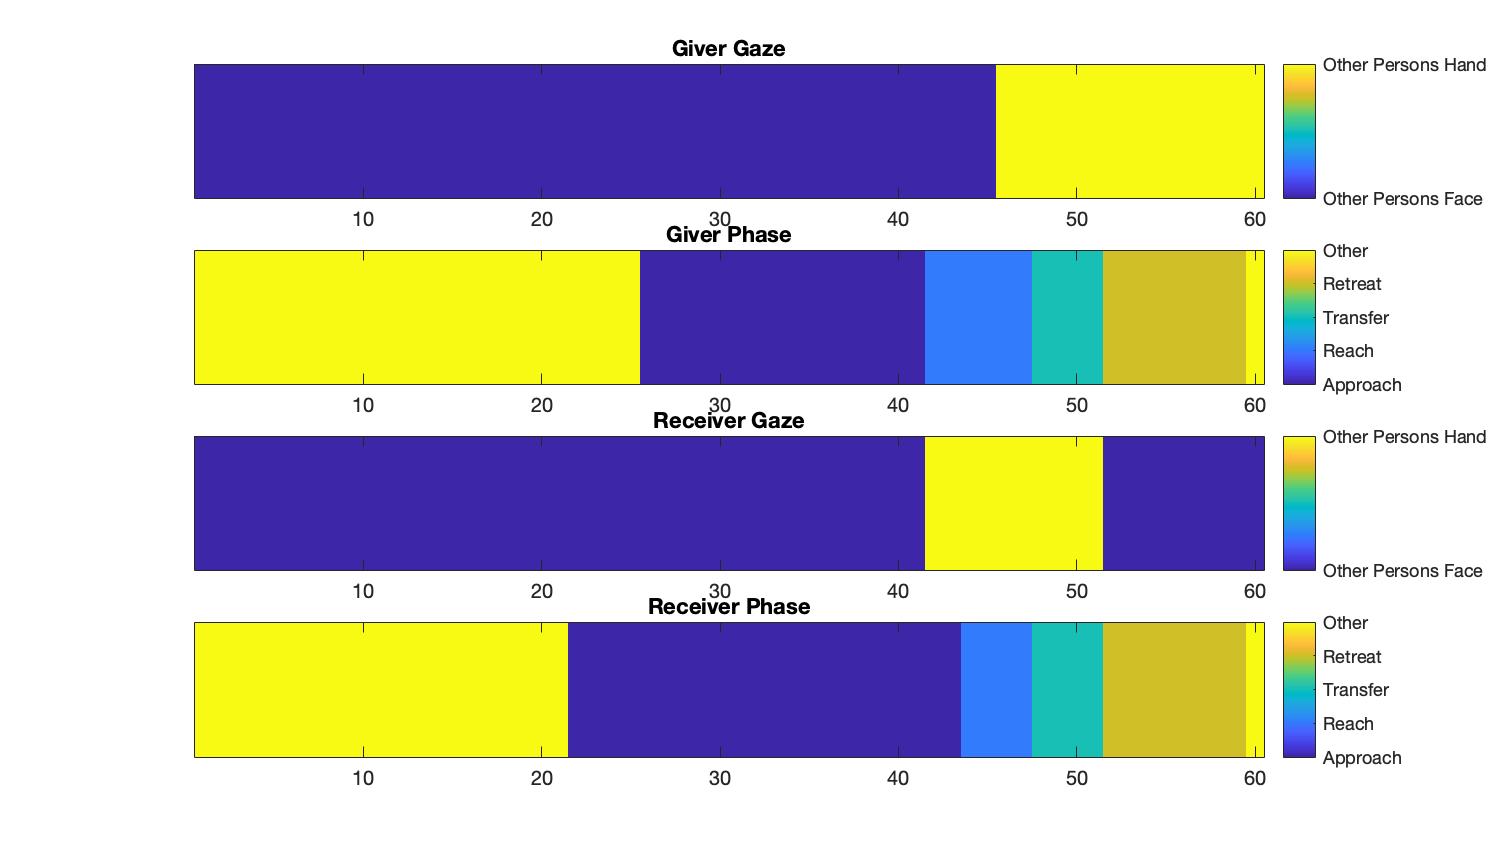 Giver Gaze
Other Persons Hand
Other Persons Face
10 20 30 40 50 60
Giver Phase
Other
Retreat
Transfer
Reach
Approach
10 20 30 40 50 60
Receiver Gaze
Other Persons Hand
Other Persons Face
10 20 30 40 50 60
Receiver Phase
Other
Retreat
Transfer
Reach
Approach
10 20 30 40 50 60